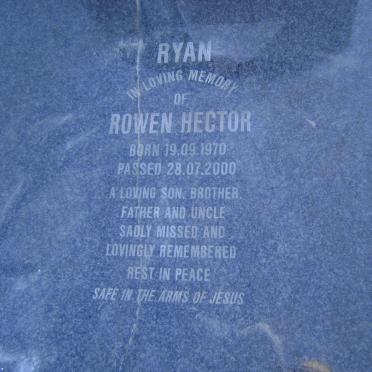 RYAN
IN LOVING MEMORY
OF
ROWEN HECTOR
BORN 19.09.1970
PASSED 28.07.2000
A LOVING SON, BROTHER,
FATHER AND UNCLE
SADLY MISSED AND
LOVINGLY REMEMBERED
REST IN PEACE
SAFE IN THE ARMS OF JESUS